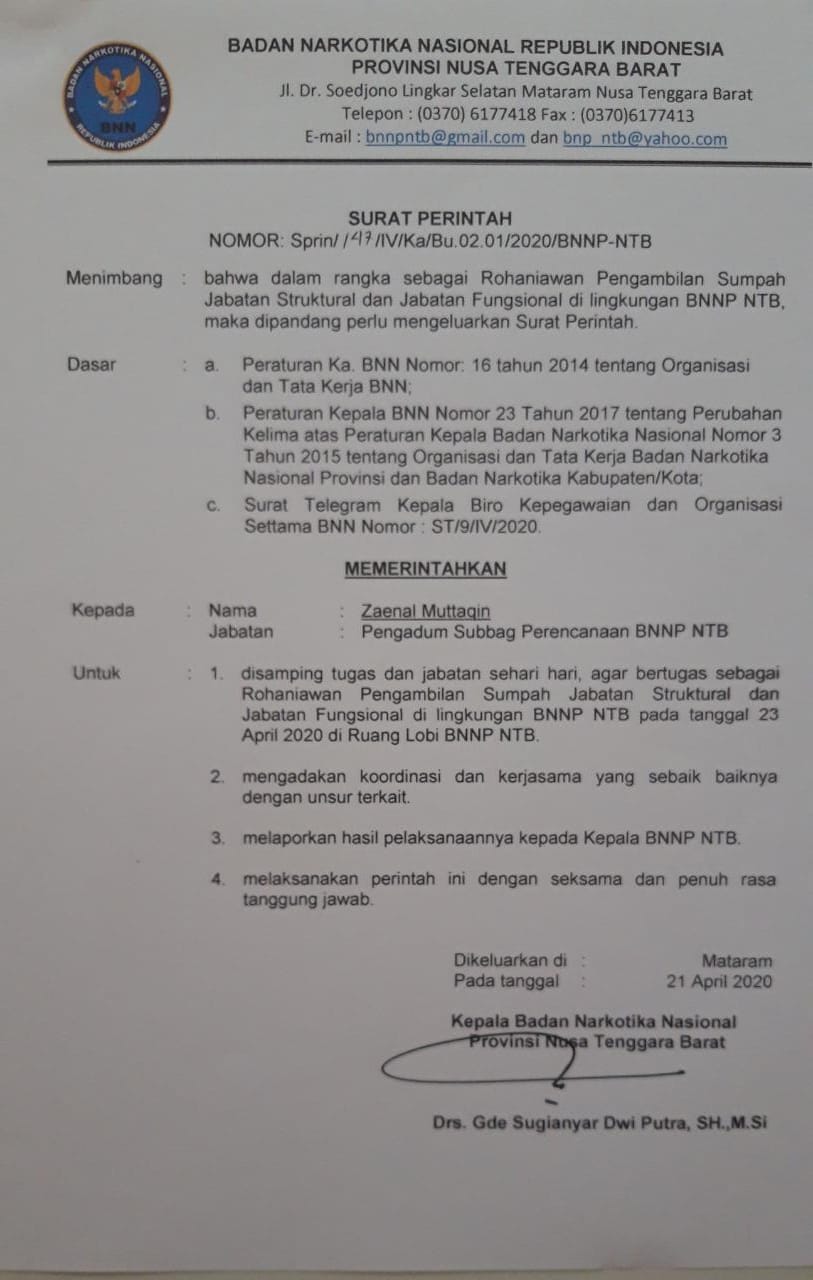 BADAN NARKOTIKA NASIONAL
BNN
REPUBLIK INDONESIA
BADAN NARKOTIKA NASIONAL REPUBLIK INDONESIA
PROVINSI NUSA TENGGARA BARAT
Jl. Dr. Soedjono Lingkar Selatan Mataram Nusa Tenggara Barat
Telepon : (0370) 6177418 Fax : (0370)6177413
E-mail : bnnpntb@gmail.com dan bnp_ntb@yahoo.com
SURAT PERINTAH
NOMOR: Sprin/ /47/IV/Ka/Bu.02.01/2020/BNNP-NTB
Menimbang : bahwa dalam rangka sebagai Rohaniawan Pengambilan Sumpah
Jabatan Struktural dan Jabatan Fungsional di lingkungan BNNP NTB,
maka dipandang perlu mengeluarkan Surat Perintah.
Dasar : a. Peraturan Ka. BNN Nomor: 16 tahun 2014 tentang Organisasi
dan Tata Kerja BNN;
b. Peraturan Kepala BNN Nomor 23 Tahun 2017 tentang Perubahan
Kelima atas Peraturan Kepala Badan Narkotika Nasional Nomor 3
Tahun 2015 tentang Organisasi dan Tata Kerja Badan Narkotika
Nasional Provinsi dan Badan Narkotika Kabupaten/Kota;
c. Surat Telegram Kepala Biro Kepegawaian dan Organisasi
Settama BNN Nomor : ST/9/IV/2020.
MEMERINTAHKAN
Kepada : Nama : Zaenal Muttaqin
Jabatan : Pengadum Subbag Perencanaan BNNP NTB
Untuk : 1. disamping tugas dan jabatan sehari hari, agar bertugas sebagai
Rohaniawan Pengambilan Sumpah Jabatan Struktural dan
Jabatan Fungsional di lingkungan BNNP NTB pada tanggal 23
April 2020 di Ruang Lobi BNNP NTB.
2. mengadakan koordinasi dan kerjasama yang sebaik baiknya
dengan unsur terkait.
3. melaporkan hasil pelaksanaannya kepada Kepala BNNP NTB.
4. melaksanakan perintah ini dengan seksama dan penuh rasa
tanggung jawab.
Dikeluarkan di : Mataram
Pada tanggal : 21 April 2020
Kepala Badan Narkotika Nasional
Provinsi Nusa Tenggara Barat
Drs. Gde Sugianyar Dwi Putra, SH.,M.Si